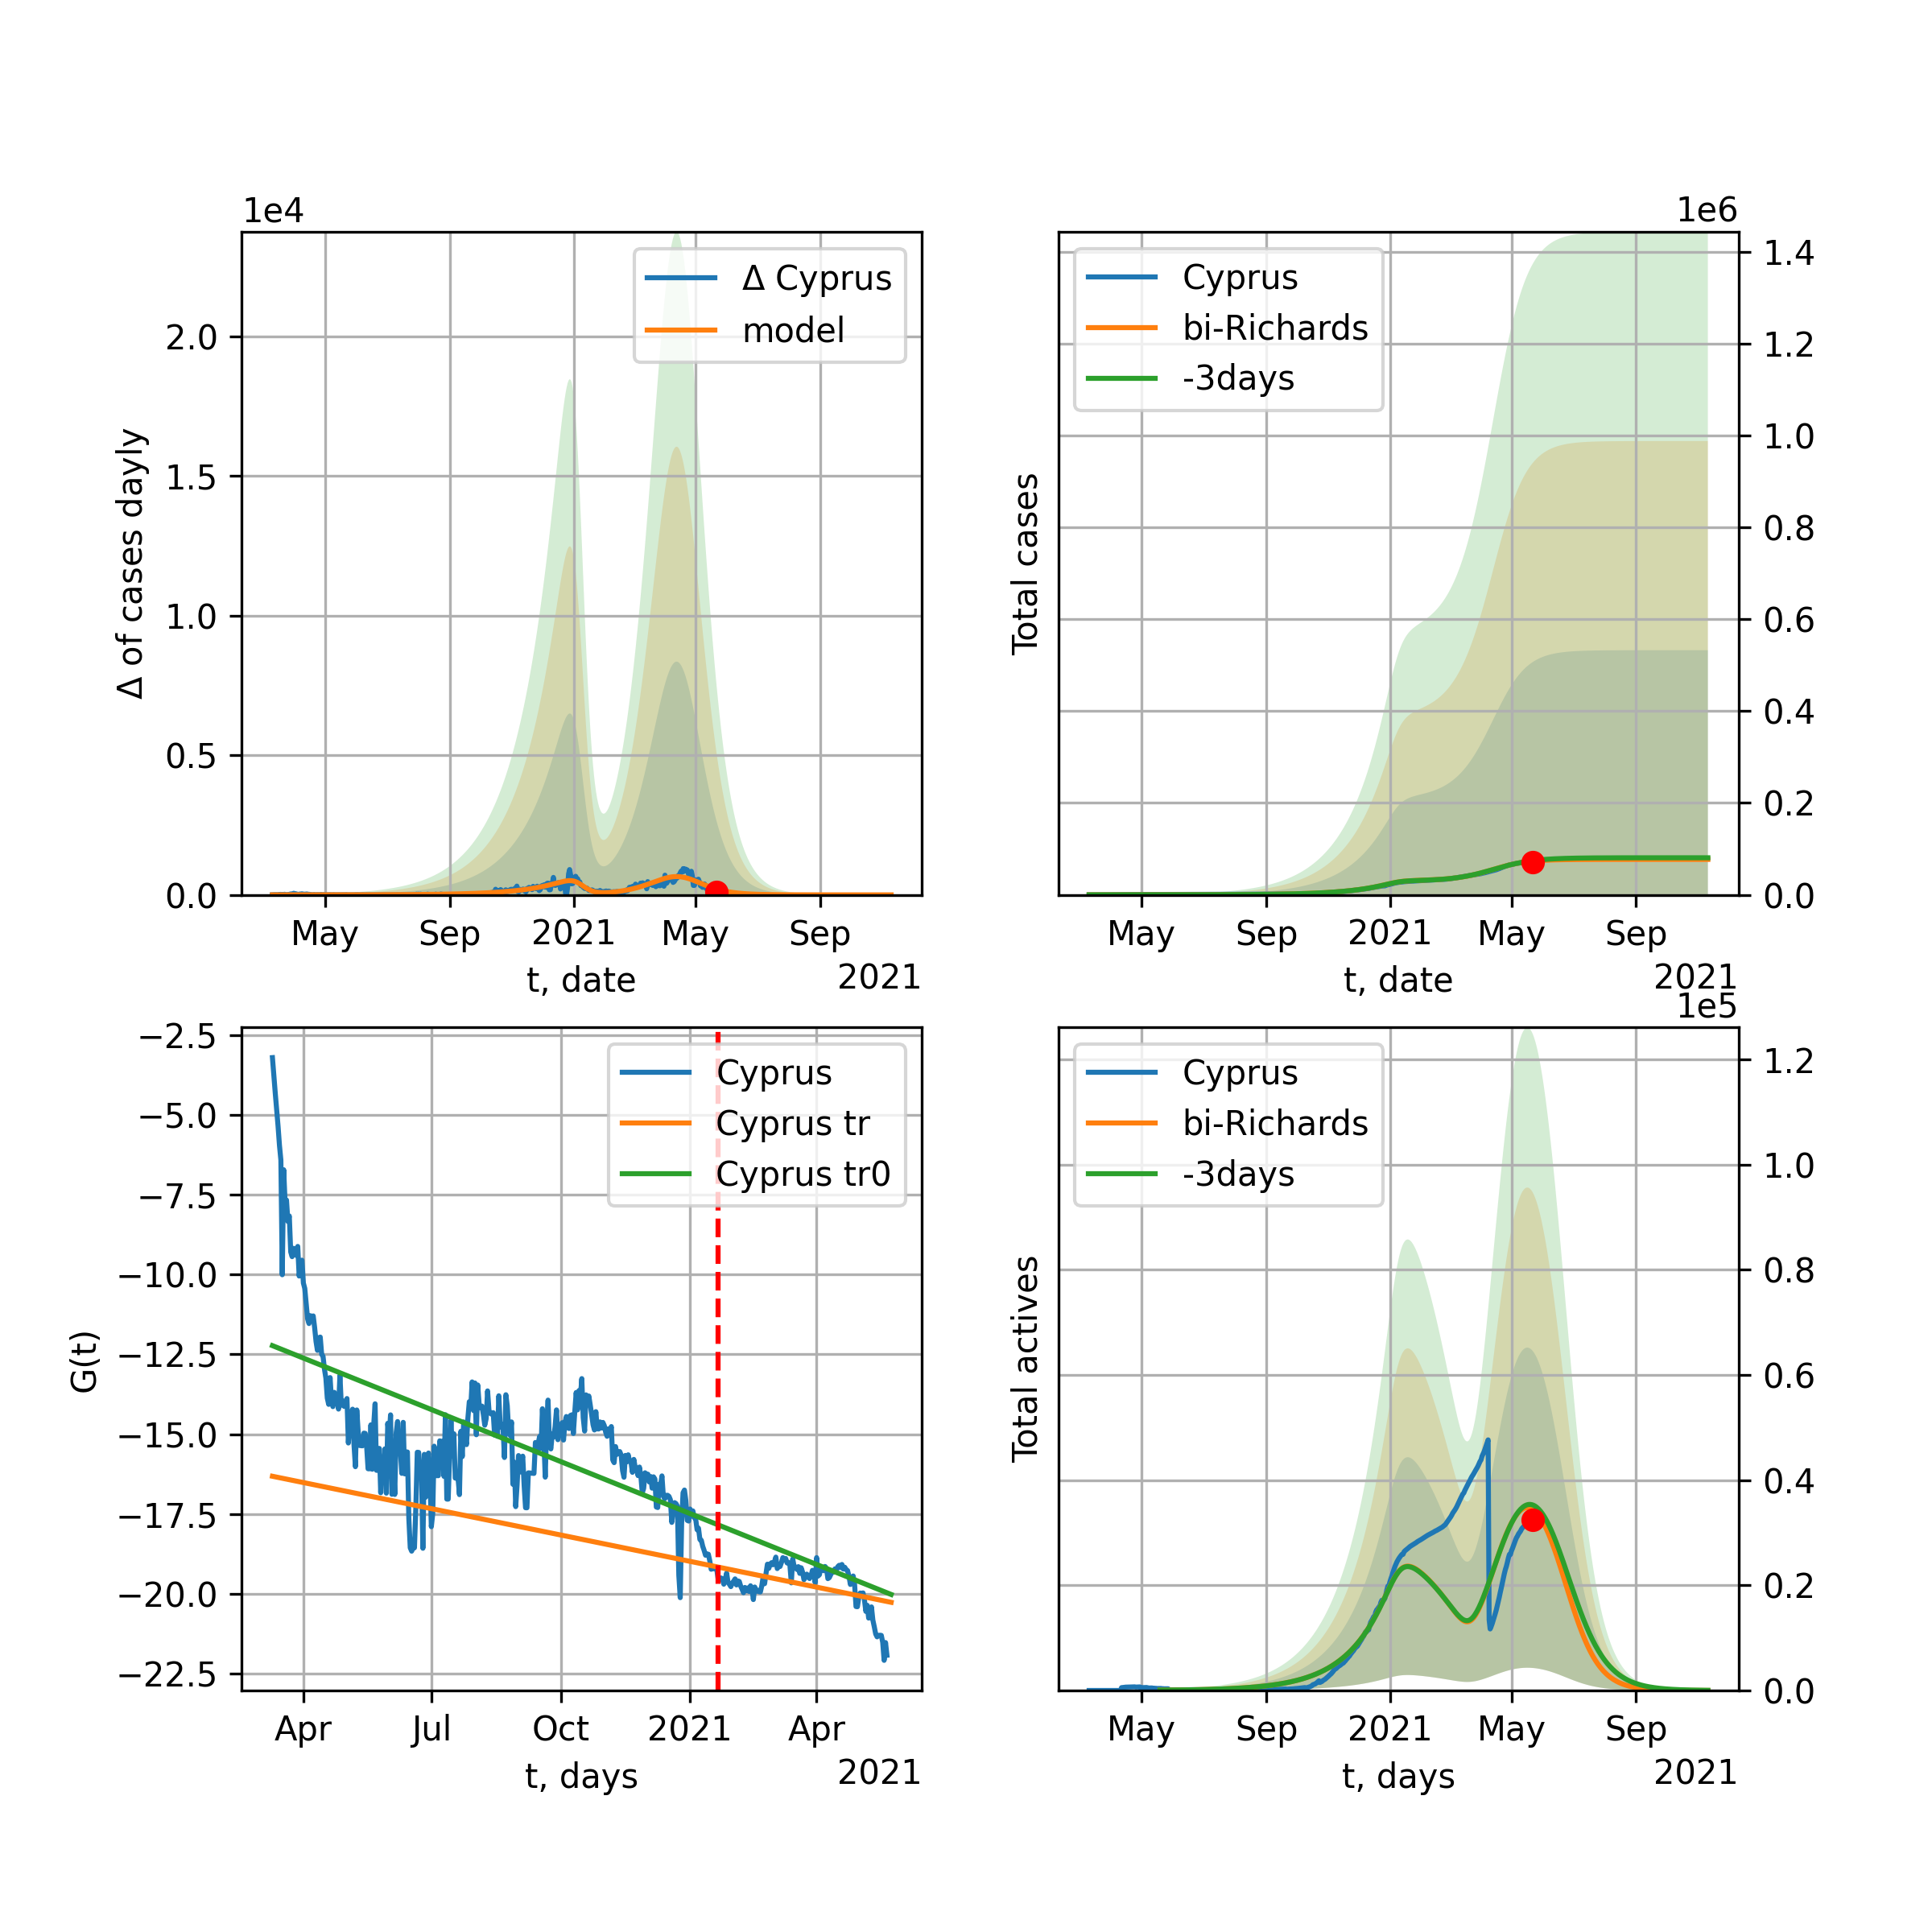 1e4
Δ Cyprus
model
2.0
1.5
1.0
0.5
0.0
Δ of cases dayly
May Sep 2021 May Sep
t, date
2021
1e6
Cyprus
bi-Richards
-3days
1.4
1.2
1.0
0.8
0.6
0.4
0.2
0.0
Total cases
May Sep 2021 May Sep
t, date
2021
−2.5
−5.0
−7.5
−10.0
−12.5
−15.0
−17.5
−20.0
−22.5
G(t)
Cyprus
Cyprus tr
Cyprus tr0
Apr Jul Oct 2021 Apr
t, days
2021
1e5
Cyprus
bi-Richards
-3days
1.2
1.0
0.8
0.6
0.4
0.2
0.0
Total actives
May Sep 2021 May Sep
t, days
2021